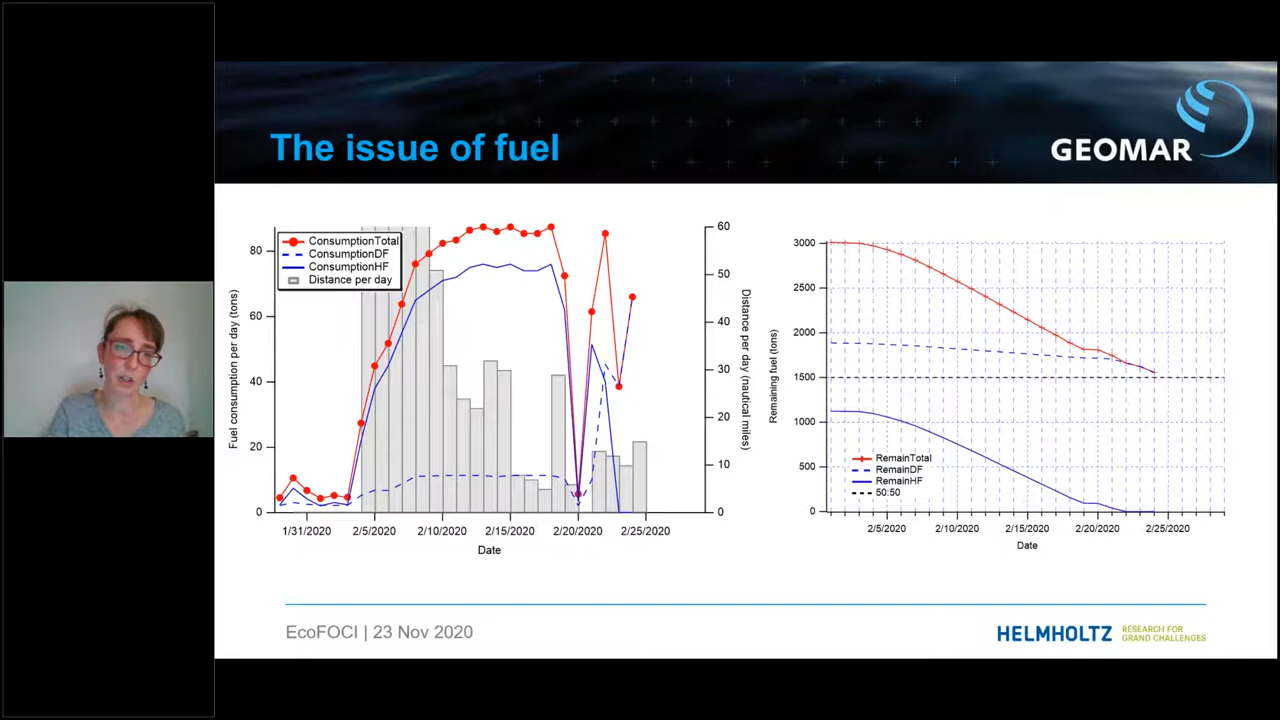 The issue of fuel
GEOMAR
ConsumptionTotal
ConsumptionDF
ConsumptionHF
Distance per day
Fuel consumption per day (tons)
80
60
40
20
0
60
50
40
30
20
10
0
Distance per day (nautical miles)
1/31/2020 2/5/2020 2/10/2020 2/15/2020 2/20/2020 2/25/2020
Date
Remaining fuel (tons)
3000
2500
2000
1500
1000
500
0
RemainTotal
RemainDF
RemainHF
50:50
2/5/2020 2/10/2020 2/15/2020 2/20/2020 2/25/2020
Date
EcoFOCI | 23 Nov 2020
HELMHOLTZ
RESEARCH FOR
GRAND CHALLENGES